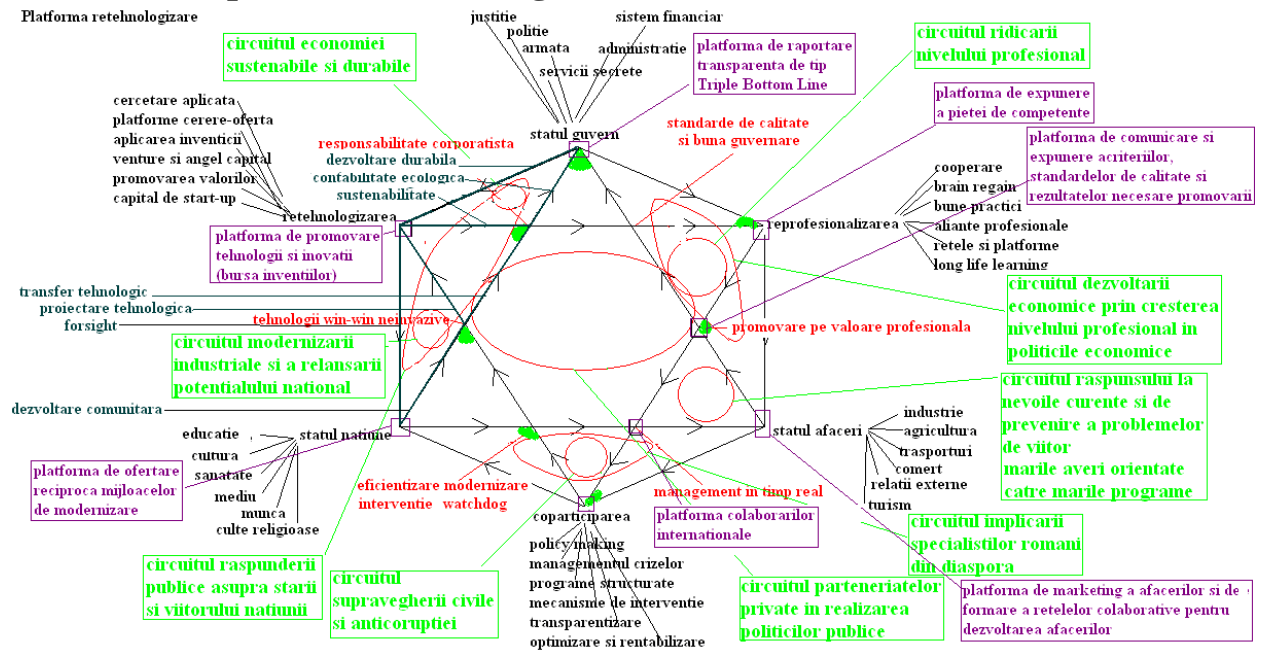 Platforma retehnologizare
justitie
politie
armata
servicii secrete
sistem financiar
administratie
circuitul economiei
sustenabile si durabile
platforma de raportare
transparenta de tip
Triple Bottom Line
circuitul ridicarii
nivelului profesional
cercetare aplicata
platforme cerere-oferta
aplicarea inventicii
venture si angel capital
promovarea valorilor
capital de start-up
retehnologizarea
statul guvern
responsabilitate corporatista
dezvoltare durabila
contabilitate ecologica
sustenabilitate
standarde de calitate
si buna guvernare
platforma de expunere
a pietei de competente
platforma de comunicare si
expunere acriteriilor,
standardelor de calitate si
rezultatelor necesare promovarii
cooperare
brain regain
bune practici
aliante profesionale
retele si platforme
long life learning
reprofesionalizarea
platforma de promovare
tehnologii si inovatii
(bursa inventiilor)
transfer tehnologic
proiectare tehnologica
forsight
tehnologii win-win neinvazive
promovare pe valoare profesionala
circuitul dezvoltarii
economice prin cresterea
nivelului profesional in
politicile economice
circuitul modernizarii
industriale si a relansarii
potentialului national
circuitul raspunsului la
nevoile curente si de
prevenire a problemelor
de viitor
marile averi orientate
catre marile programe
dezvoltare comunitara
statul natiune
educatie
cultura
sanatate
mediu
munca
culte religioase
statul afaceri
industrie
agricultura
trasporturi
comert
relatii externe
turism
platforma de ofertare
reciproca mijloacelor
de modernizare
eficientizare modernizare
interventie watchdog
management in timp real
platforma colaborarilor
internationale
coparticiparea
policy making
managementul crizelor
programe structurate
mecanisme de interventie
transparentizare
optimizare si rentabilizare
circuitul implicarii
specialistilor romani
din diaspora
circuitul raspunderii
publice asupra starii
si viitorului natiunii
circuitul
supravegherii civile
si anticoruptiei
circuitul parteneriatelor
private in realizarea
politicilor publice
platforma de marketing a afacerilor si de
formare a retelelor colaborative pentru
dezvoltarea afacerilor